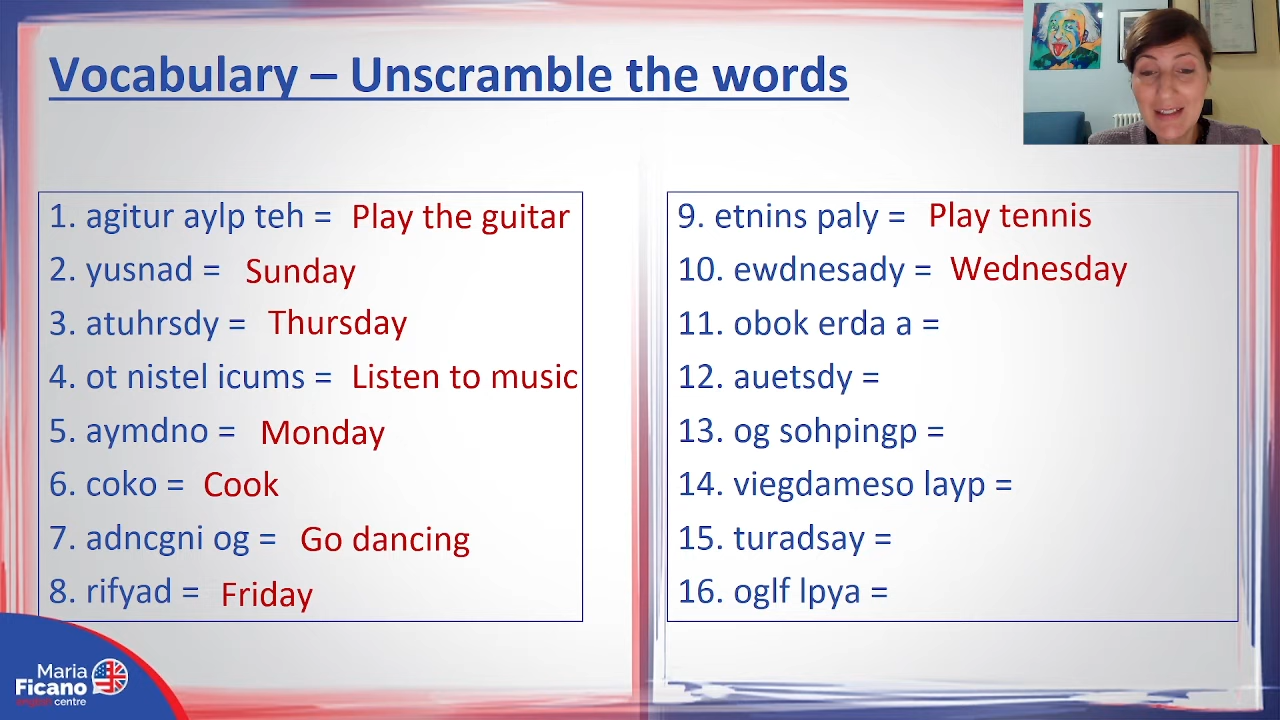 Vocabulary – Unscramble the words
1. agitur aylp teh = Play the guitar
2. yusnad = Sunday
3. atuhrsdy = Thursday
4. ot nistel icums = Listen to music
5. aymdno = Monday
6. coko = Cook
7. adncgni og = Go dancing
8. rifyad = Friday
9. etnins paly = Play tennis
10. ewdnesady = Wednesday
11. obok erda a =
12. auetsdy =
13. og sohpingp =
14. viegdameso layp =
15. turadsay =
16. oglf lpya =
Maria
Ficano
english centre